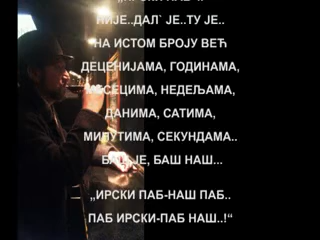 НИЈЕ..ДАЛ` ЈЕ..ТУ ЈЕ..
НА ИСТОМ БРОЈУ ВЕЋ
ДЕЦЕНИЈАМА, ГОДИНАМА,
МЕСЕЦИМА, НЕДЕЉАМА,
ДАНИМА, САТИМА,
МИНУТИМА, СЕКУНДАМА..
БАШ ЈЕ, БАШ НАШ...
„ИРСКИ ПАБ-НАШ ПАБ..
ПАБ ИРСКИ-ПАБ НАШ..!“